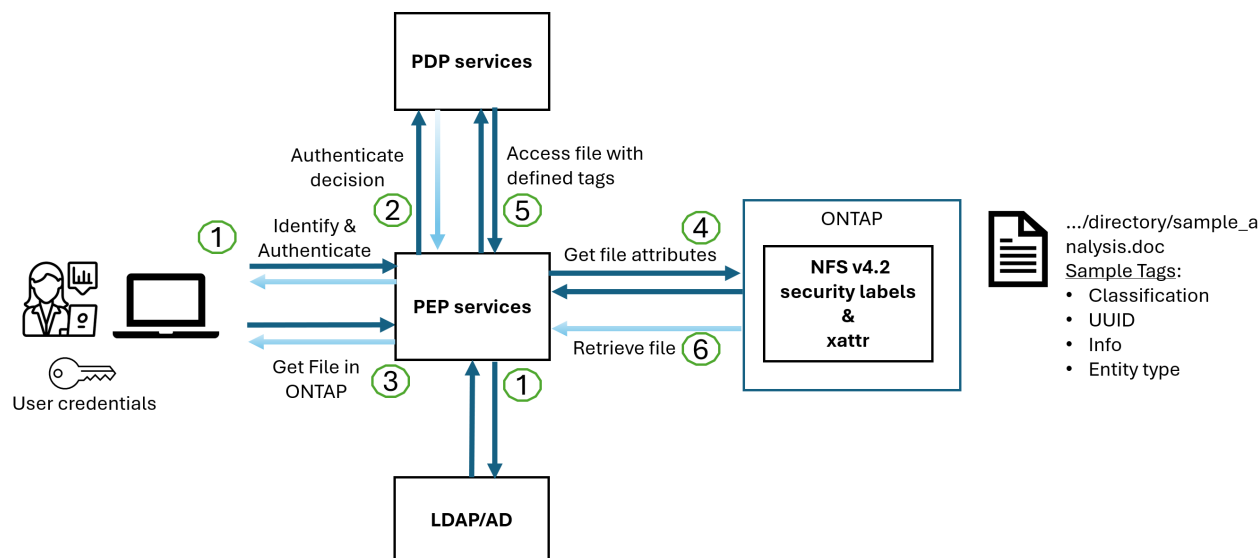 PDP services
Authenticate
decision
2
Access file with
defined tags
5
1
Identify &
Authenticate
4
Get file attributes
ONTAP
NFS v4.2
security labels
&
xattr
PEP services
Retrieve file
6
Get File in
ONTAP
3
1
User credentials
LDAP/AD
.../directory/sample_a
nalysis.doc
Sample Tags:
• Classification
• UUID
• Info
• Entity type